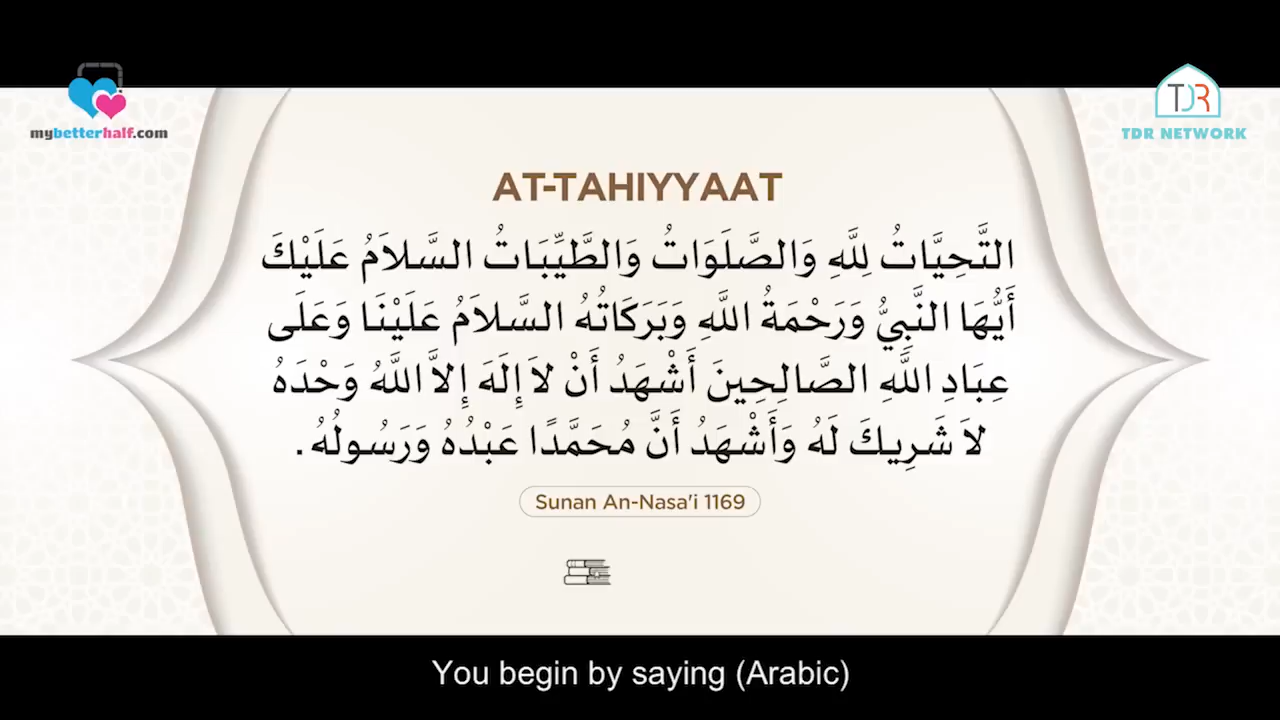 mybetterhalf.com
TDR
TDR NETWORK
AT-TAHIYYAAT
التَّحِيَّاتُ لِلَّهِ وَالصَّلَوَاتُ وَالطَّيِّبَاتُ السَّلاَمُ عَلَيْكَ
أَيُّهَا النَّبِيُّ وَرَحْمَةُ اللَّهِ وَبَرَكَاتُهُ السَّلاَمُ عَلَيْنَا وَعَلَى
عِبَادِ اللَّهِ الصَّالِحِينَ أَشْهَدُ أَنْ لاَ إِلَهَ إِلاَّ اللَّهُ وَحْدَهُ
لاَ شَرِيكَ لَهُ وَأَشْهَدُ أَنَّ مُحَمَّدًا عَبْدُهُ وَرَسُولُهُ .
Sunan An-Nasa'i 1169
You begin by saying (Arabic)